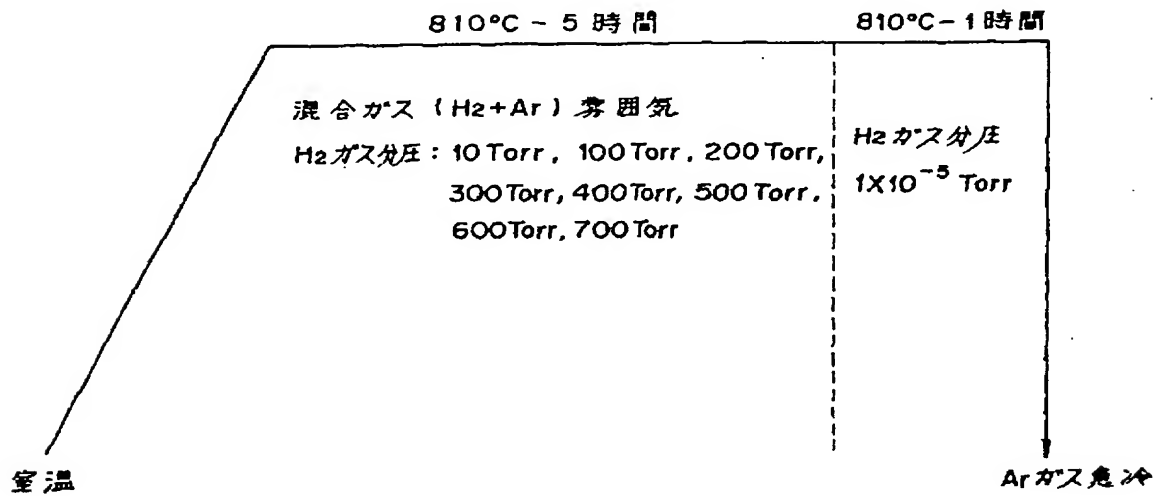 810°C - 5時間
810°C-1時間
混合ガス (H2+Ar) 雰囲気
H2ガス分圧: 10 Torr, 100 Torr, 200 Torr,
300 Torr, 400 Torr, 500 Torr,
600 Torr, 700 Torr
H2ガス分圧
1X10⁻⁵ Torr
室温
Arガス急冷